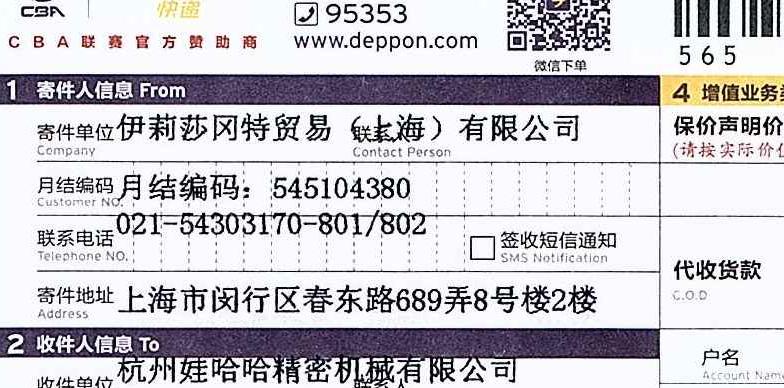 CBA 快递 95353
CBA联赛官方赞助商 www.deppon.com
微信下单
565
1 寄件人信息 From
4 增值业务
寄件单位 伊莉莎冈特贸易（上海）有限公司
Company 联系人 Contact Person
保价声明价
(请按实际价
月结编码 月结编码：545104380
Customer NO.
021-54303170-801/802
联系电话 签收短信通知
Telephone NO. SMS Notification
代收货款
C.O.D
寄件地址 上海市闵行区春东路689弄8号楼2楼
Address
2 收件人信息 To
户名
Account Name
收件单位 杭州娃哈哈精密机械有限公司
联系人